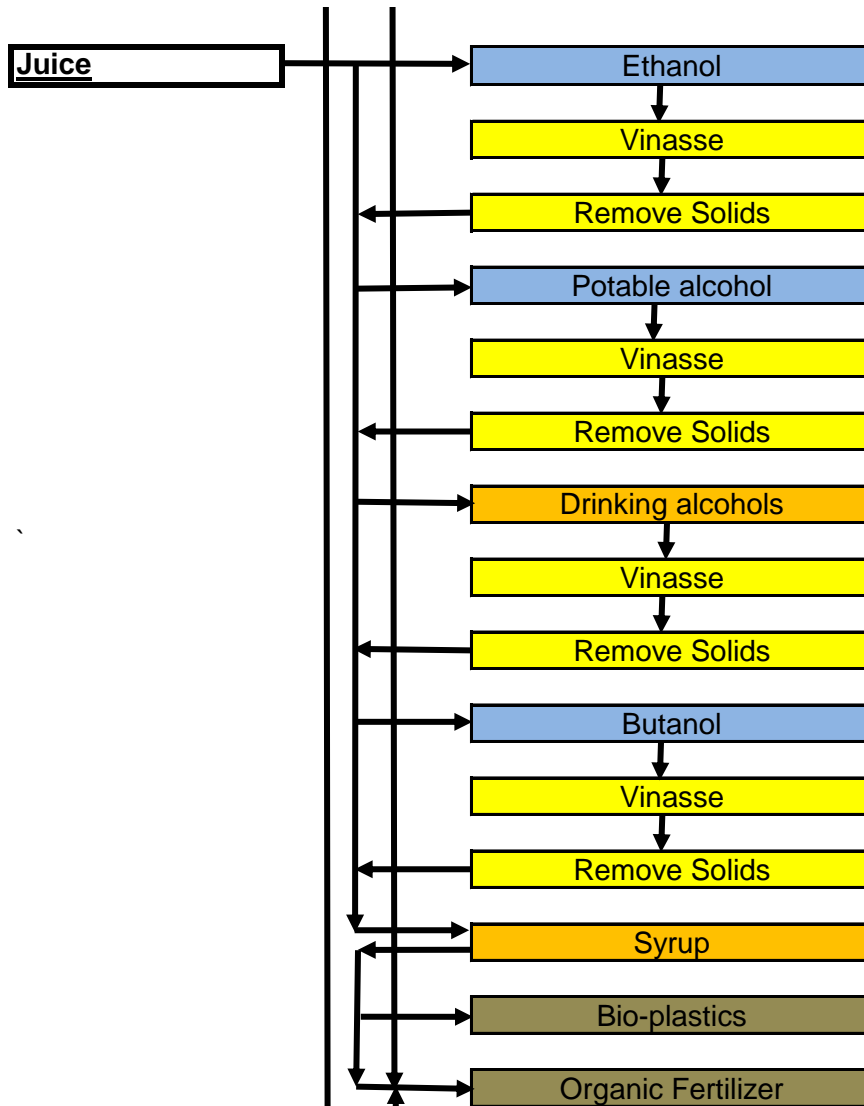 Juice
Ethanol
Vinasse
Remove Solids
Potable alcohol
Vinasse
Remove Solids
Drinking alcohols
`
Vinasse
Remove Solids
Butanol
Vinasse
Remove Solids
Syrup
Bio-plastics
Organic Fertilizer